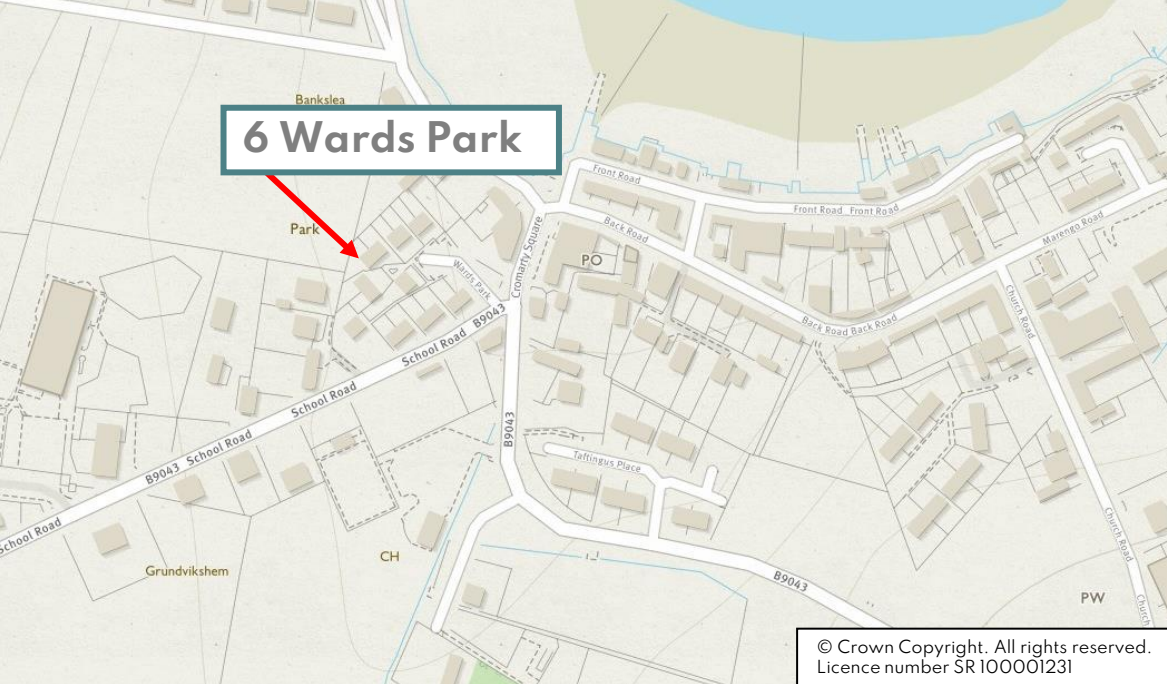 Bankslea
6 Wards Park
Front Road
Front Road Front Road
Park
Back Road
Marengo Road
PO
Cromarty Square
Wards Park
Church Road
School Road B9043
Back Road Back Road
School Road
B9043
B9043 School Road
Taftingus Place
School Road
Church Road
CH
Grundvikshem
B9043
PW
Church
© Crown Copyright. All rights reserved.
Licence number SR 100001231